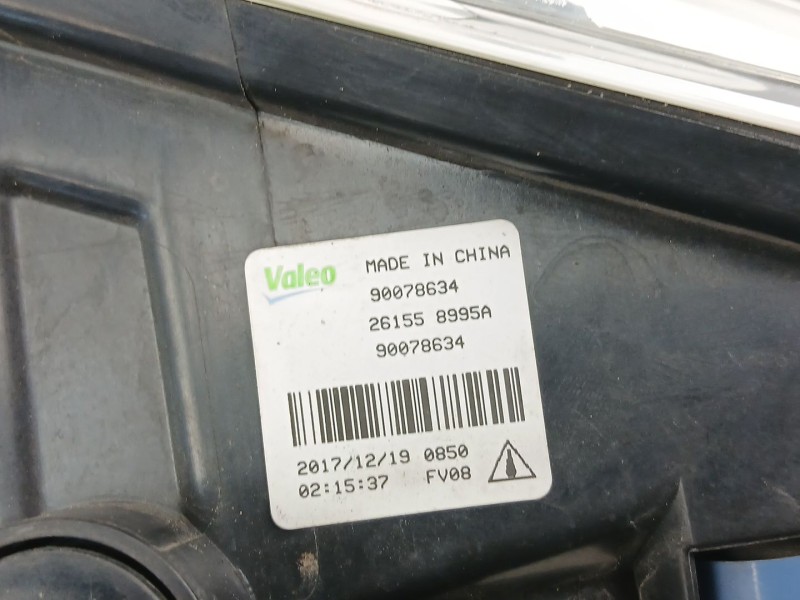 Valeo MADE IN CHINA
90078634
26155 8995A
90078634
2017/12/19 0850
02:15:37 FV08